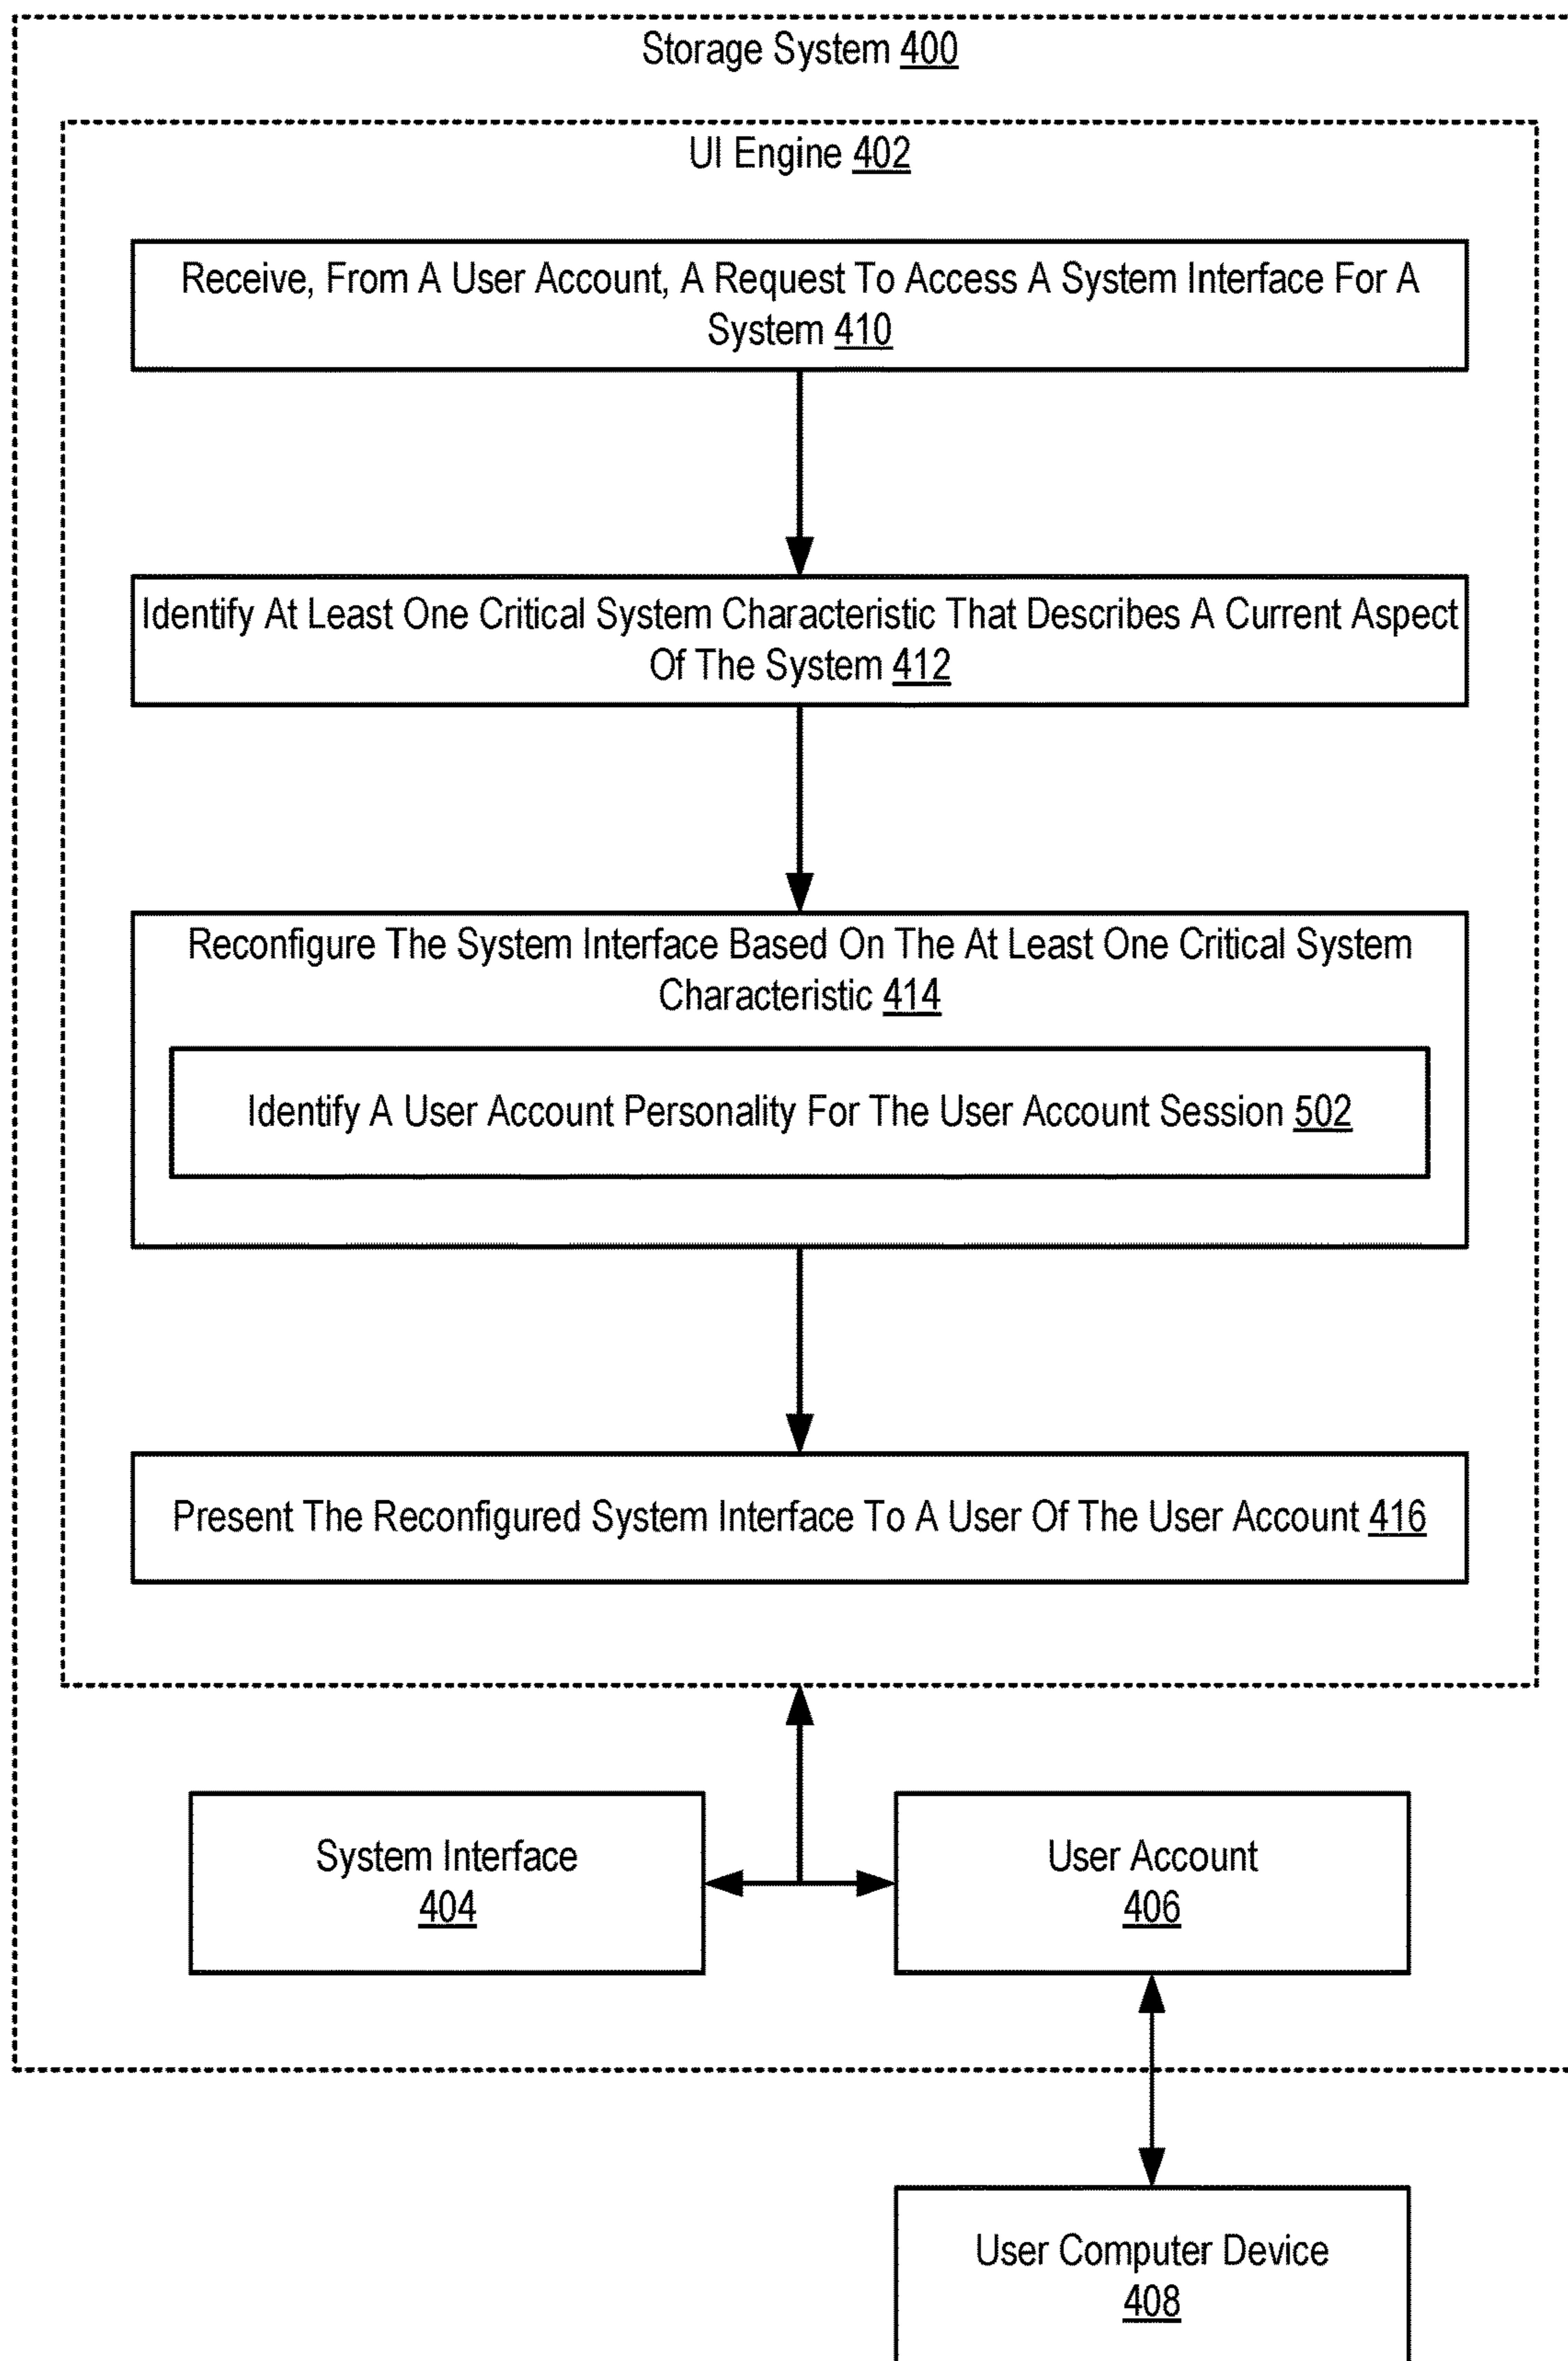 Storage System 400
UI Engine 402
Receive, From A User Account, A Request To Access A System Interface For A
System 410
Identify At Least One Critical System Characteristic That Describes A Current Aspect
Of The System 412
Reconfigure The System Interface Based On The At Least One Critical System
Characteristic 414
Identify A User Account Personality For The User Account Session 502
Present The Reconfigured System Interface To A User Of The User Account 416
System Interface
404
User Account
406
User Computer Device
408